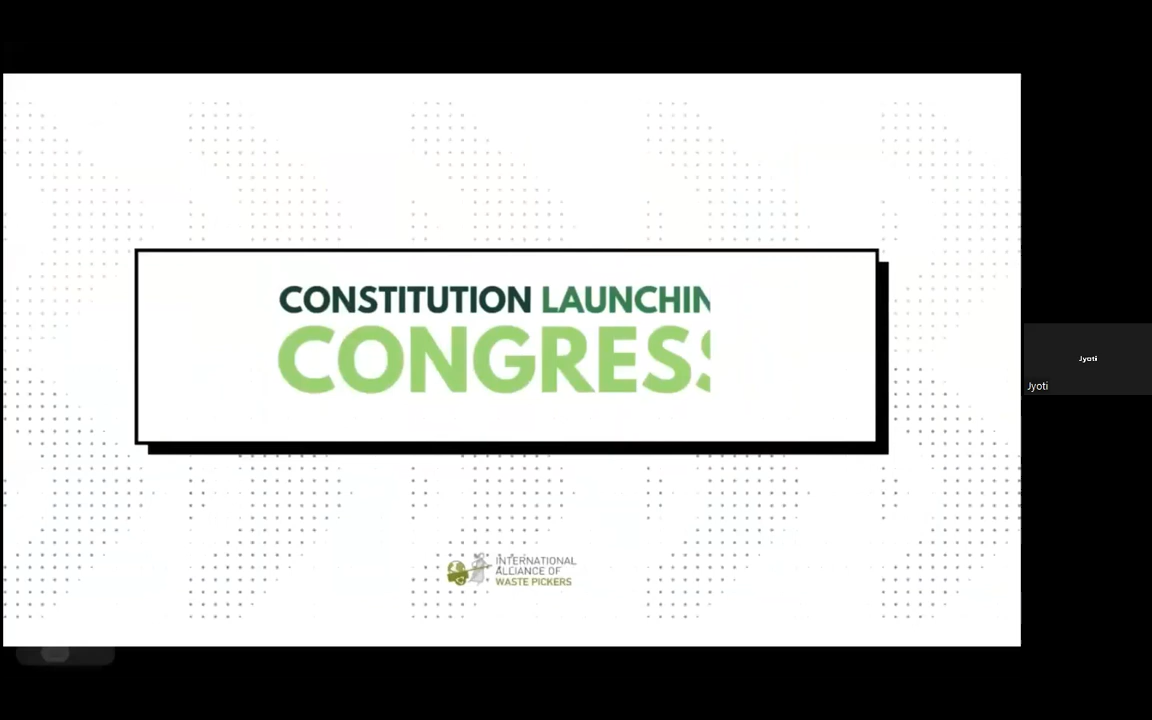 CONSTITUTION LAUNCHIN
CONGRESS
INTERNATIONAL
ALLIANCE OF
WASTE PICKERS
Jyoti
Jyoti